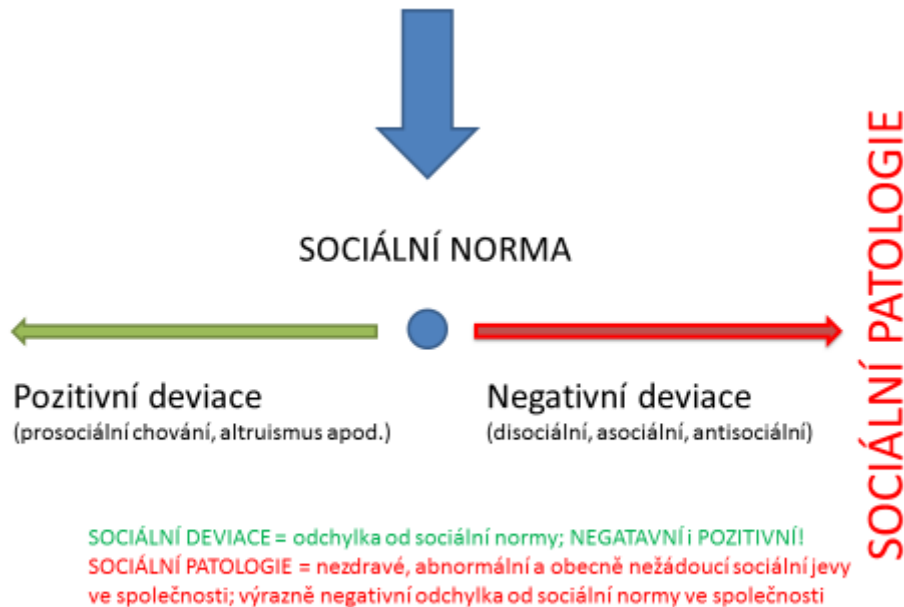 SOCIÁLNÍ NORMA
Pozitivní deviace
(prosociální chování, altruismus apod.)
Negativní deviace
(disociální, asociální, antisociální)
SOCIÁLNÍ PATOLOGIE
SOCIÁLNÍ DEVIACE = odchylka od sociální normy; NEGATAVNÍ i POZITIVNÍ!
SOCIÁLNÍ PATOLOGIE = nezdravé, abnormální a obecně nežádoucí sociální jevy
ve společnosti; výrazně negativní odchylka od sociální normy ve společnosti